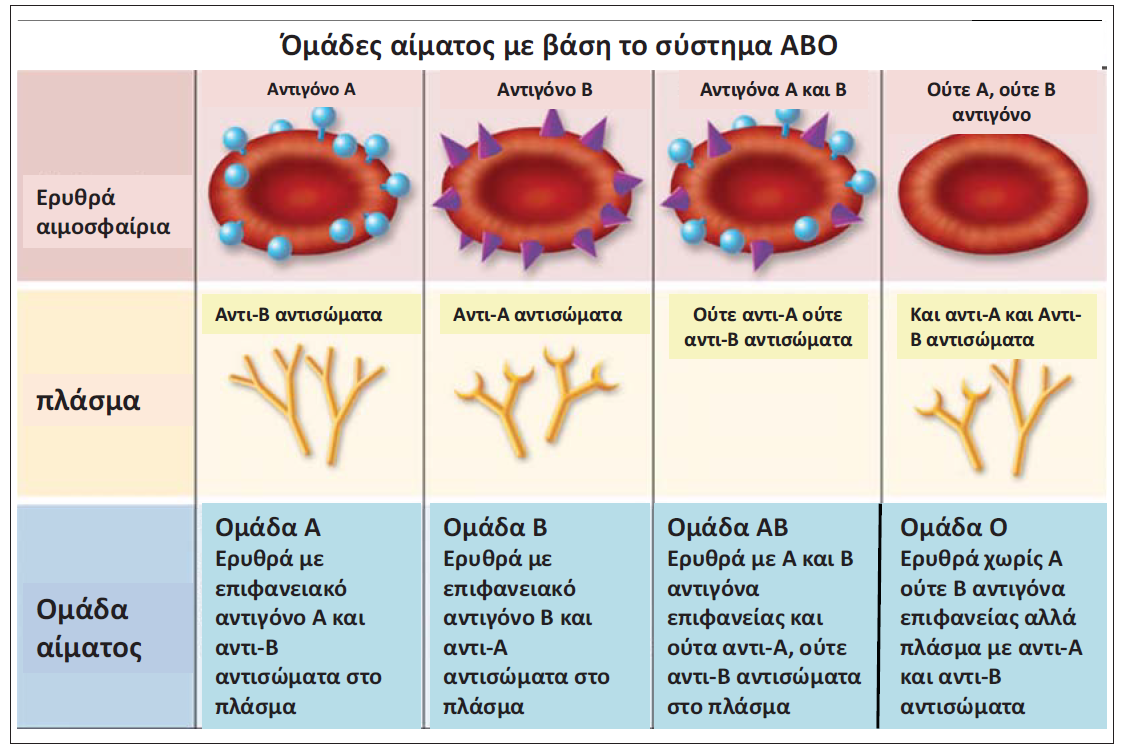 Όμάδες αίματος με βάση το σύστημα ΑΒΟ
Αντιγόνο Α
Αντιγόνο Β
Αντιγόνα Α και Β
Ούτε Α, ούτε Β
αντιγόνο
Ερυθρά
αιμοσφαίρια
Αντι-Β αντισώματα
Αντι-Α αντισώματα
Ούτε αντι-Α ούτε
αντι-Β αντισώματα
Και αντι-Α και Αντι-
Β αντισώματα
πλάσμα
Ομάδα
αίματος
Ομάδα Α
Ερυθρά με
επιφανειακό
αντιγόνο Α και
αντι-Β
αντισώματα στο
πλάσμα
Ομάδα Β
Ερυθρά με
επιφανειακό
αντιγόνο Β και
αντι-Α
αντισώματα στο
πλάσμα
Ομάδα ΑΒ
Ερυθρά με Α και Β
αντιγόνα
επιφανείας και
ούτα αντι-Α, ούτε
αντι-Β αντισώματα
στο πλάσμα
Ομάδα Ο
Ερυθρά χωρίς Α
ούτε Β αντιγόνα
επιφανείας αλλά
πλάσμα με αντι-Α
και αντι-Β
αντισώματα